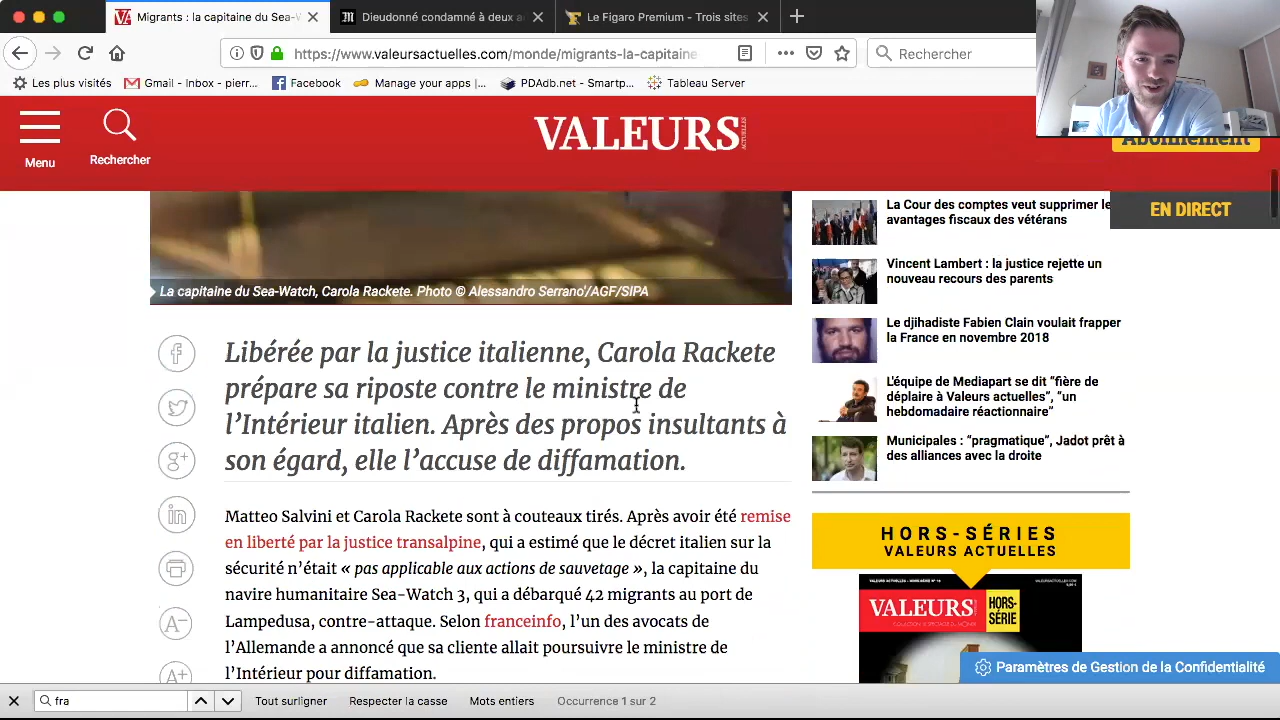 Migrants : la capitaine du Sea-W
Dieudonné condamné à deux a
Le Figaro Premium - Trois sites
https://www.valeursactuelles.com/monde/migrants-la-capitaine
Rechercher
Les plus visités
Gmail - Inbox - pierr...
Facebook
Manage your apps |...
PDAdb.net - Smartp...
Tableau Server
Menu
Rechercher
VALEURS
ACTUELLES
Abonnement
EN DIRECT
La capitaine du Sea-Watch, Carola Rackete. Photo © Alessandro Serrano'/AGF/SIPA
Libérée par la justice italienne, Carola Rackete
prépare sa riposte contre le ministre de
l’Intérieur italien. Après des propos insultants à
son égard, elle l’accuse de diffamation.
Matteo Salvini et Carola Rackete sont à couteaux tirés. Après avoir été remise
en liberté par la justice transalpine, qui a estimé que le décret italien sur la
sécurité n’était « pas applicable aux actions de sauvetage », la capitaine du
navire humanitaire Sea-Watch 3, qui a débarqué 42 migrants au port de
contre-attaque. Selon franceinfo, l’un des avocats de
l’Allemande a annoncé que sa cliente allait poursuivre le ministre de
l’Intérieur pour diffamation.
A-
A+
La Cour des comptes veut supprimer le
avantages fiscaux des vétérans
Vincent Lambert : la justice rejette un
nouveau recours des parents
Le djihadiste Fabien Clain voulait frapper
la France en novembre 2018
L'équipe de Mediapart se dit “fière de
déplaire à Valeurs actuelles”, “un
hebdomadaire réactionnaire”
Municipales : “pragmatique”, Jadot prêt à
des alliances avec la droite
HORS-SÉRIES
VALEURS ACTUELLES
VALEURS
HORS-
SÉRIE
Paramètres de Gestion de la Confidentialité
fra
Tout surligner
Respecter la casse
Mots entiers
Occurrence 1 sur 2